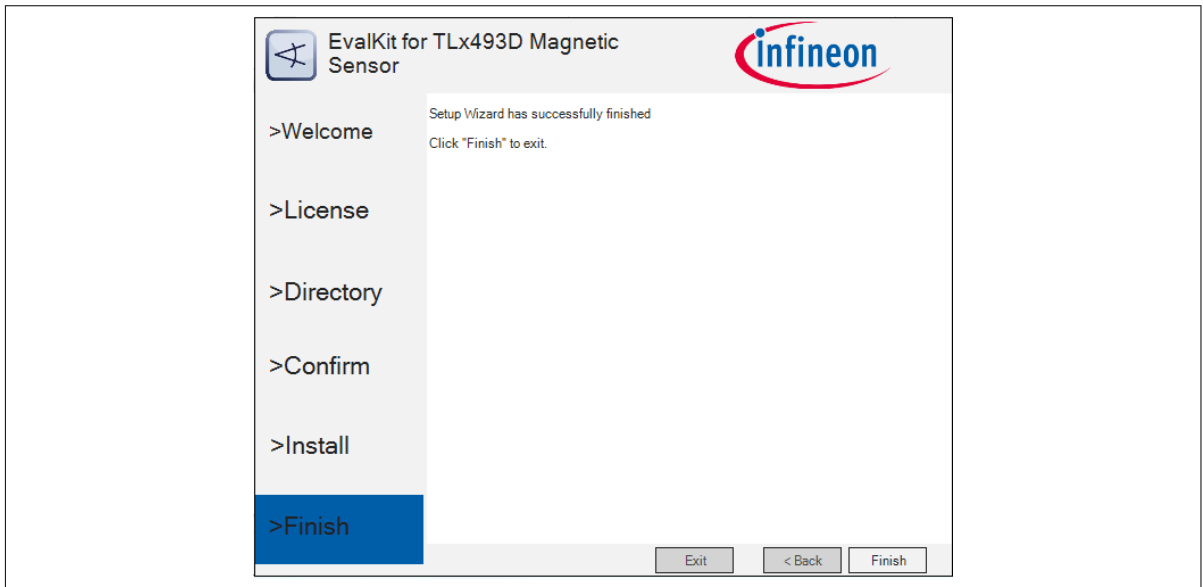 EvalKit for TLx493D Magnetic
Sensor
infineon
>Welcome
Setup Wizard has successfully finished
Click "Finish" to exit.
>License
>Directory
>Confirm
>Install
>Finish
Exit
< Back
Finish